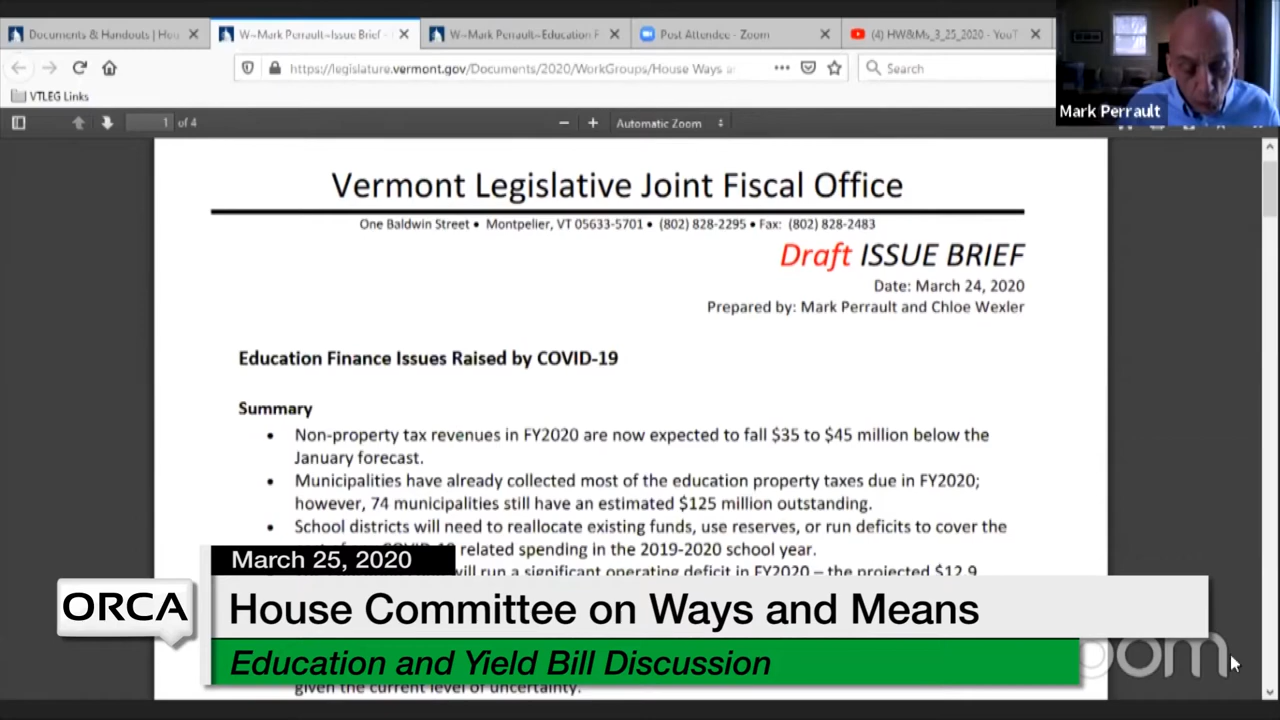 Documents & Handouts | Hou
W~Mark Perrault~Issue Brief -
W~Mark Perrault~Education F
Post Attendee - Zoom
(4) HW&Ms_3_25_2020 - YouT
https://legislature.vermont.gov/Documents/2020/WorkGroups/House Ways an
Search
VTLEG Links
1 of 4
Automatic Zoom
Mark Perrault
Vermont Legislative Joint Fiscal Office
One Baldwin Street • Montpelier, VT 05633-5701 • (802) 828-2295 • Fax: (802) 828-2483
Draft ISSUE BRIEF
Date: March 24, 2020
Prepared by: Mark Perrault and Chloe Wexler
Education Finance Issues Raised by COVID-19
Summary
• Non-property tax revenues in FY2020 are now expected to fall $35 to $45 million below the
January forecast.
• Municipalities have already collected most of the education property taxes due in FY2020;
however, 74 municipalities still have an estimated $125 million outstanding.
• School districts will need to reallocate existing funds, use reserves, or run deficits to cover the
related spending in the 2019-2020 school year.
will run a significant operating deficit in FY2020 – the projected $12.9
given the current level of uncertainty.
March 25, 2020
ORCA
House Committee on Ways and Means
Education and Yield Bill Discussion
zoom